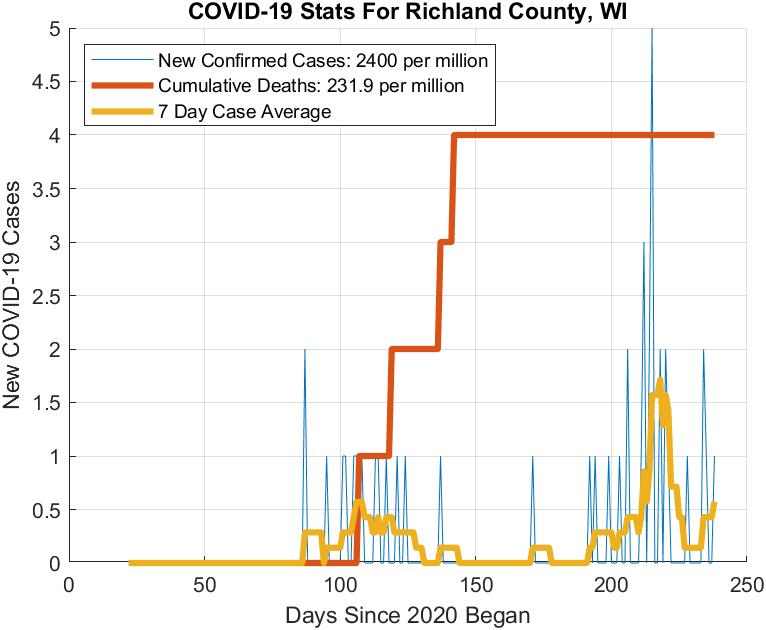 COVID-19 Stats For Richland County, WI
New Confirmed Cases: 2400 per million
Cumulative Deaths: 231.9 per million
7 Day Case Average
New COVID-19 Cases
5
4.5
4
3.5
3
2.5
2
1.5
1
0.5
0
0 50 100 150 200 250
Days Since 2020 Began